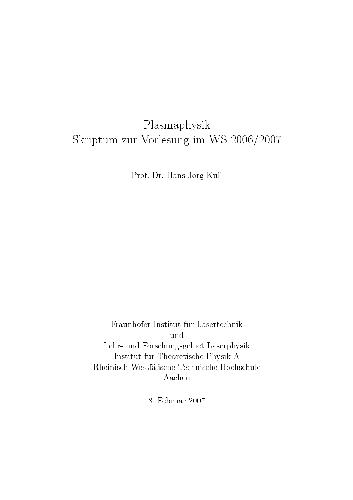 Plasmaphysik
Skriptum zur Vorlesung im WS 2006/2007
Prof. Dr. Hans-Jörg Kull
Fraunhofer Institut für Lasertechnik
und
Lehr- und Forschungsgebiet Laserphysik
Institut für Theoretische Physik A
Rheinisch-Westfälische Technische Hochschule
Aachen
Februar 2007